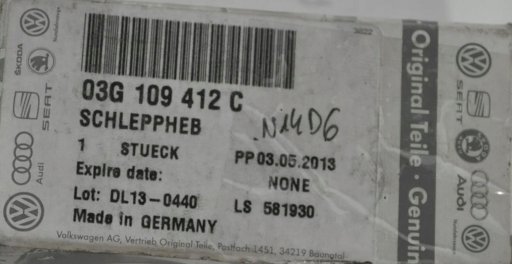 3022
03G 109 412 C
SCHLEPPHEB
N14D6
1 STUECK
PP 03.05.2013
Expire date: NONE
Lot: DL13-0440
LS 581930
Made in GERMANY
Volkswagen AG, Vertrieb Original Teile, Postfach 1451, 34219 Baunatal
ŠKODA
SEAT
Audi
Original Teile · Genuin
SEAT
Audi